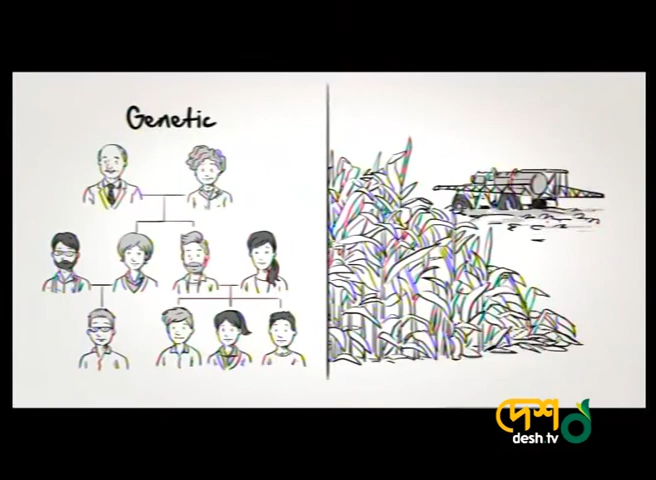 Genetic
দেশ
desh.tv